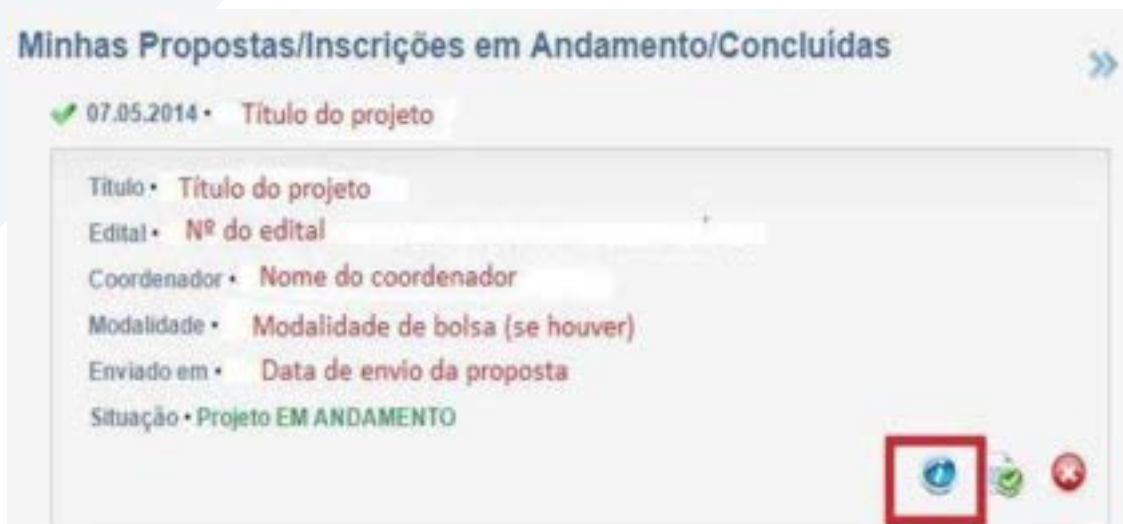 Minhas Propostas/Inscrições em Andamento/Concluídas
07.05.2014 • Título do projeto
Título • Título do projeto
Edital • Nº do edital
Coordenador • Nome do coordenador
Modalidade • Modalidade de bolsa (se houver)
Enviado em • Data de envio da proposta
Situação • Projeto EM ANDAMENTO